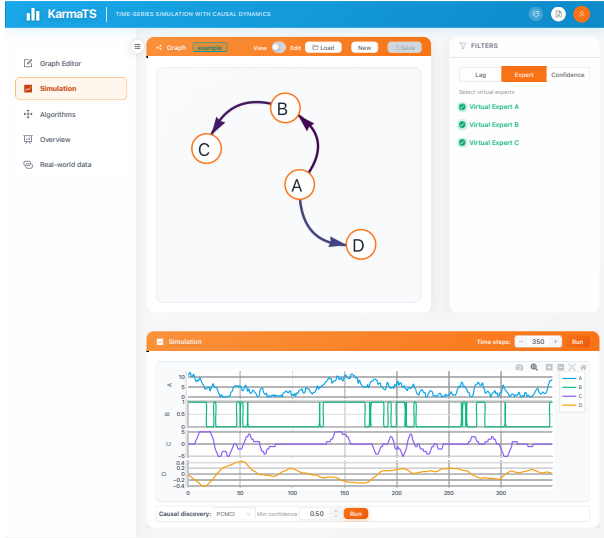 KarmaTS
TIME-SERIES SIMULATION WITH CAUSAL DYNAMICS
Graph Editor
Simulation
Algorithms
Overview
Real-world data
Graph example View Edit Load New Save
B
C
A
D
FILTERS
Lag Expert Confidence
Select virtual experts
Virtual Expert A
Virtual Expert B
Virtual Expert C
Simulation Time steps: - 350 + Run
A
10
5
0
B
1
0.5
0
C
5
0
−5
D
0.4
0.2
0
−0.2
−0.4
0 50 100 150 200 250 300
A
B
C
D
Causal discovery: PCMCI Min confidence 0.50 Run